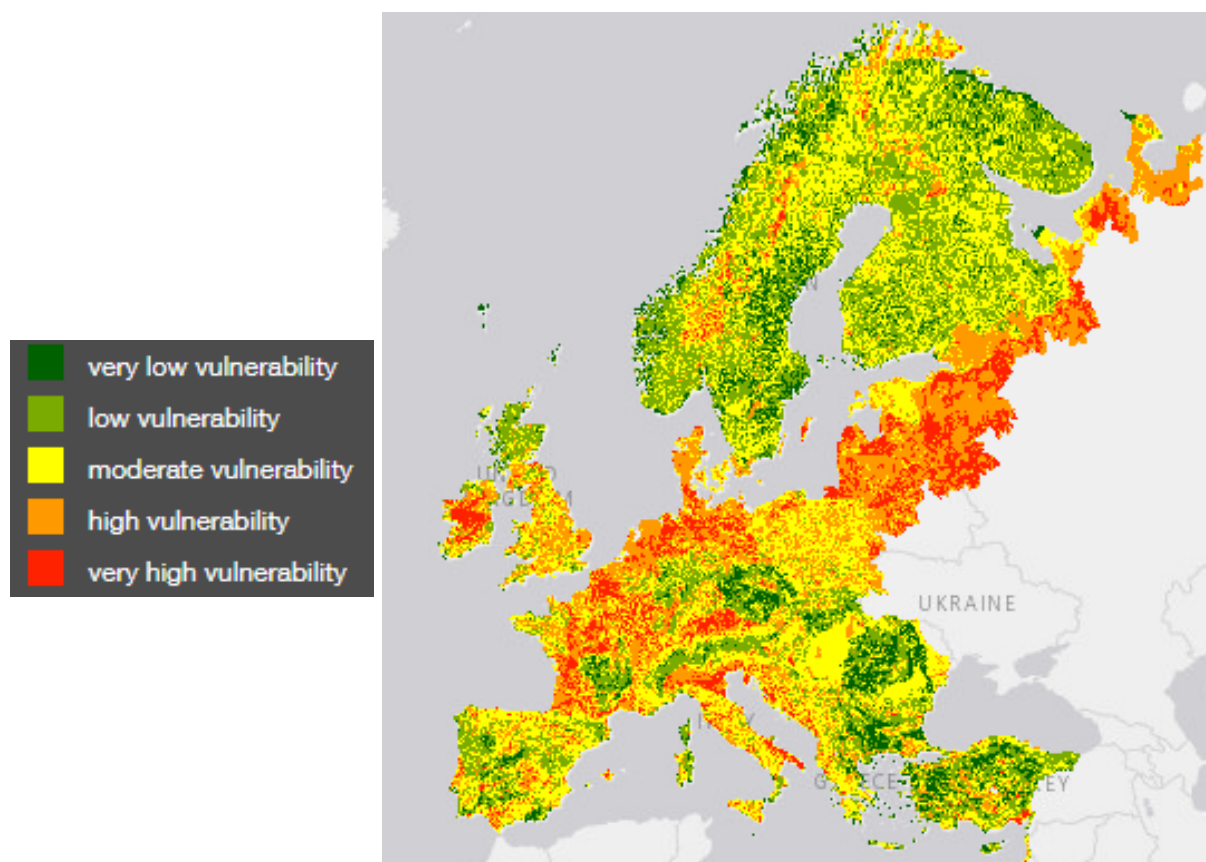 very low vulnerability
low vulnerability
moderate vulnerability
high vulnerability
very high vulnerability
UKRAINE